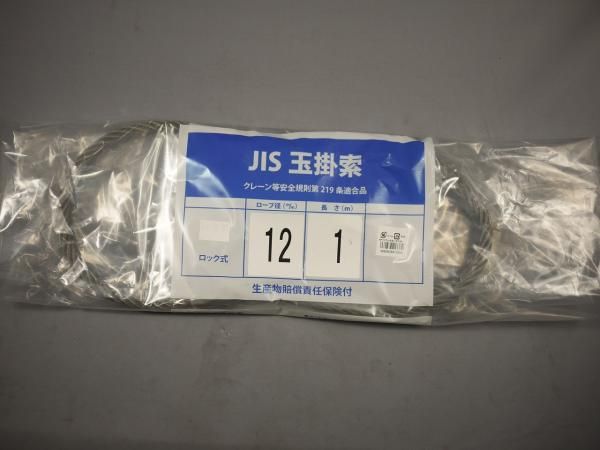 JIS 玉掛索
クレーン等安全規則第219条適合品
ロープ径(㎜) 長さ(m)
ロック式 12 1
生産物賠償責任保険付